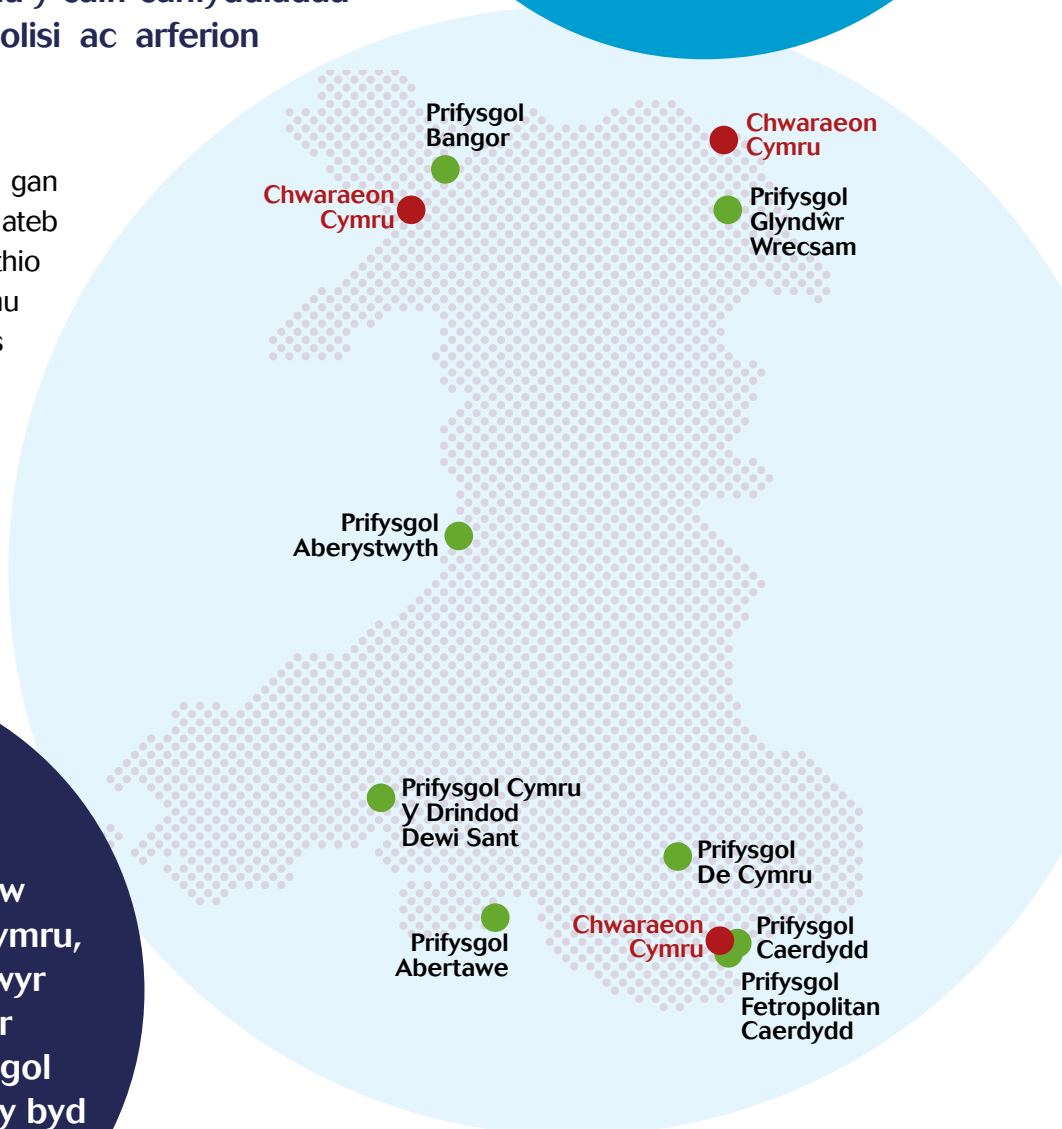 olisi ac arferion
gan
ateb
thio
Prifysgol
Bangor
Chwaraeon
Cymru
Chwaraeon
Cymru
Prifysgol
Glyndŵr
Wrecsam
Prifysgol
Aberystwyth
Prifysgol Cymru
Y Drindod
Dewi Sant
Prifysgol
De Cymru
Prifysgol
Abertawe
Chwaraeon
Cymru
Prifysgol
Caerdydd
Prifysgol
Fetropolitan
Caerdydd
w
ymru,
wyr
r
gol
y byd